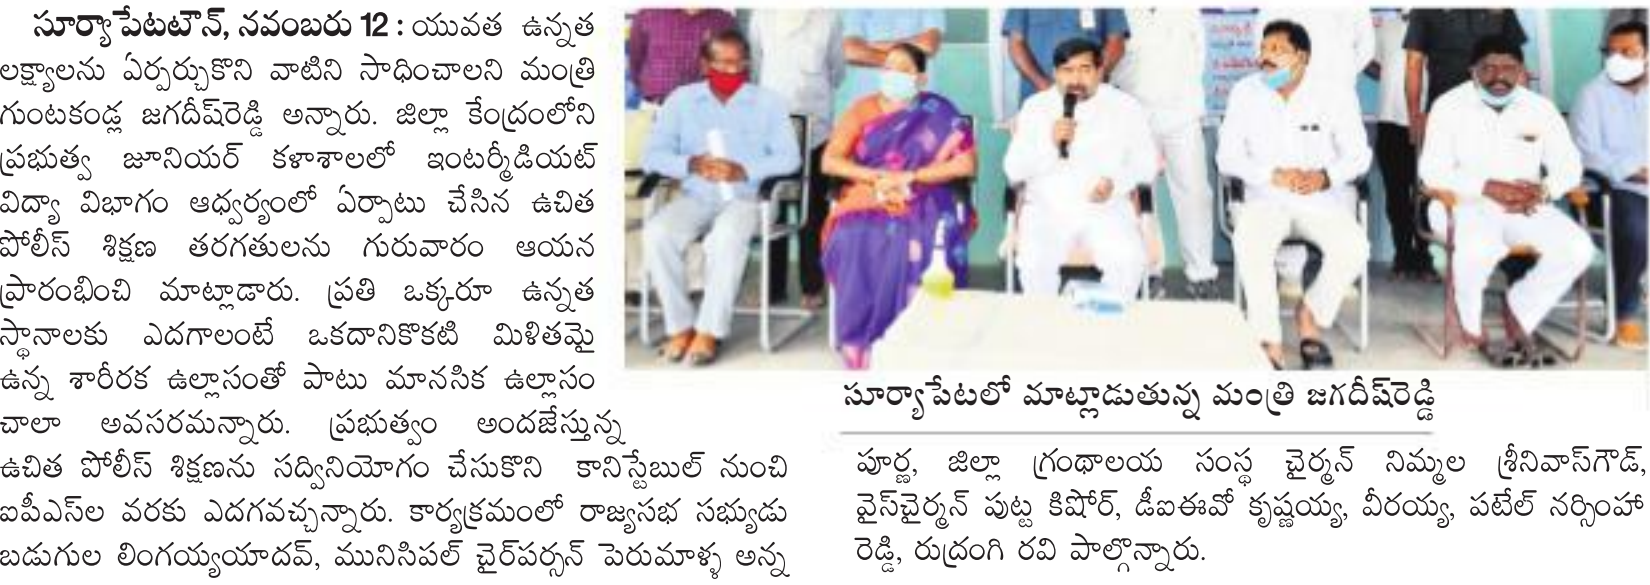 సూర్యాపేటటౌన్, నవంబరు 12 : యువత ఉన్నత
లక్ష్యాలను ఏర్పర్చుకొని వాటిని సాధించాలని మంత్రి
గుంటకండ్ల జగదీష్‌రెడ్డి అన్నారు. జిల్లా కేంద్రంలోని
ప్రభుత్వ జూనియర్ కళాశాలలో ఇంటర్మీడియట్
విద్యా విభాగం ఆధ్వర్యంలో ఏర్పాటు చేసిన ఉచిత
పోలీస్ శిక్షణ తరగతులను గురువారం ఆయన
ప్రారంభించి మాట్లాడారు. ప్రతి ఒక్కరూ ఉన్నత
స్థానాలకు ఎదగాలంటే ఒకదానికొకటి మిళితమై
ఉన్న శారీరక ఉల్లాసంతో పాటు మానసిక ఉల్లాసం
చాలా అవసరమన్నారు. ప్రభుత్వం అందజేస్తున్న
ఉచిత పోలీస్ శిక్షణను సద్వినియోగం చేసుకొని కానిస్టేబుల్ నుంచి
ఐపీఎస్‌ల వరకు ఎదగవచ్చన్నారు. కార్యక్రమంలో రాజ్యసభ సభ్యుడు
బడుగుల లింగయ్యయాదవ్, మునిసిపల్ చైర్‌పర్సన్ పెరుమాళ్ళ అన్న
సూర్యాపేటలో మాట్లాడుతున్న మంత్రి జగదీష్‌రెడ్డి
పూర్ణ, జిల్లా గ్రంథాలయ సంస్థ చైర్మన్ నిమ్మల శ్రీనివాస్‌గౌడ్,
వైస్‌చైర్మన్ పుట్ట కిషోర్, డీఐఈవో కృష్ణయ్య, వీరయ్య, పటేల్ నర్సింహా
రెడ్డి, రుద్రంగి రవి పాల్గొన్నారు.